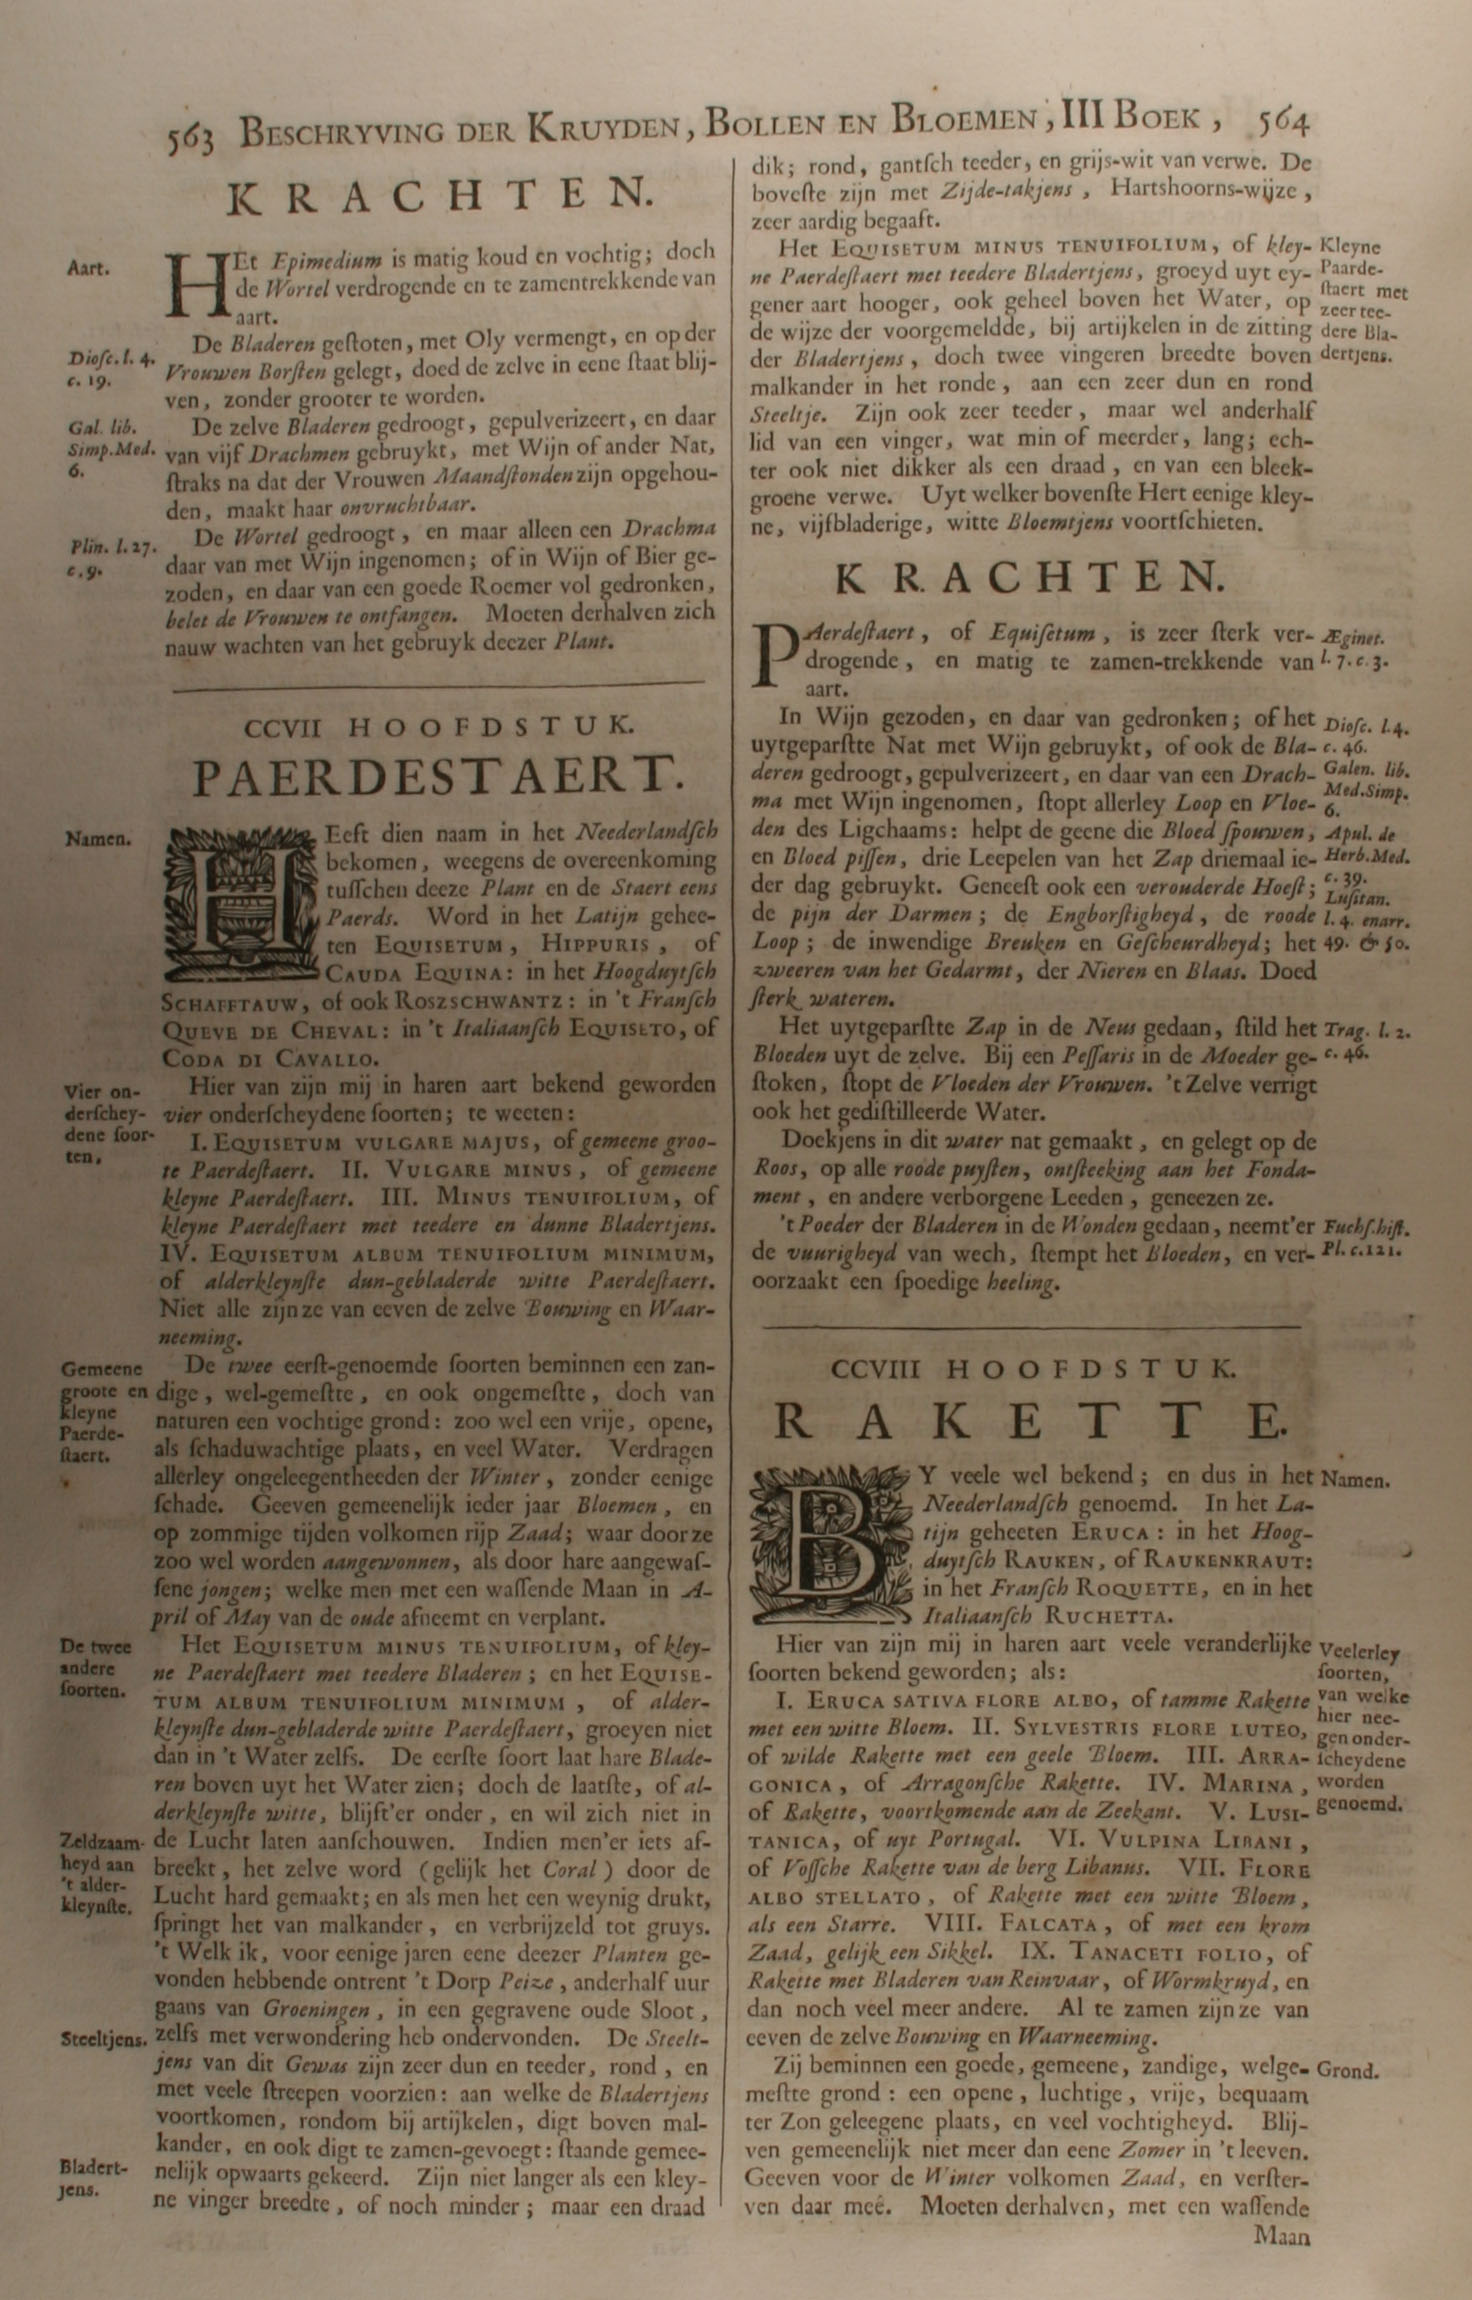 563 BESCHRYVING DER KRUYDEN, BOLLEN EN BLOEMEN, III BOEK, 564
KRACHTEN.
Aart.
HEt Epimedium is matig koud en vochtig; doch
de Wortel verdrogende en te zamentrekkende van
aart.
Diosc. l. 4.
c. 19.
De Bladeren gestoten, met Oly vermengt, en op der
Vrouwen Borsten gelegt, doed de zelve in eene staat blij-
ven, zonder grooter te worden.
Gal. lib.
Simp. Med.
6.
De zelve Bladeren gedroogt, gepulverizeert, en daar
van vijf Drachmen gebruykt, met Wijn of ander Nat,
straks na dat der Vrouwen Maandstonden zijn opgehou-
den, maakt haar onvruchtbaar.
Plin. l. 27.
c. 9.
De Wortel gedroogt, en maar alleen een Drachma
daar van met Wijn ingenomen; of in Wijn of Bier ge-
zoden, en daar van een goede Roemer vol gedronken,
belet de Vrouwen te ontfangen. Moeten derhalven zich
nauw wachten van het gebruyk deezer Plant.
CCVII HOOFDSTUK.
PAERDESTAERT.
Namen.
HEeft dien naam in het Neederlandsch
bekomen, weegens de overeenkoming
tusschen deeze Plant en de Staert eens
Paerds. Word in het Latijn gehee-
ten EQUISETUM, HIPPURIS, of
CAUDA EQUINA: in het Hoogduytsch
SCHAFFTAUW, of ook ROSZSCHWANTZ: in 't Fransch
QUEVE DE CHEVAL: in 't Italiaansch EQUISETO, of
CODA DI CAVALLO.
Vier on-
derschey-
dene soor-
ten.
Hier van zijn mij in haren aart bekend geworden
vier onderscheydene soorten; te weeten:
I. EQUISETUM VULGARE MAJUS, of gemeene groo-
te Paerdestaert. II. VULGARE MINUS, of gemeene
kleyne Paerdestaert. III. MINUS TENUIFOLIUM, of
kleyne Paerdestaert met teedere en dunne Bladertjens.
IV. EQUISETUM ALBUM TENUIFOLIUM MINIMUM,
of alderkleynste dun-gebladerde witte Paerdestaert.
Niet alle zijnze van eeven de zelve Bouwing en Waar-
neeming.
Gemeene
groote en
kleyne
Paerde-
staert.
De twee eerst-genoemde soorten beminnen een zan-
dige, wel-gemestte, en ook ongemestte, doch van
naturen een vochtige grond: zoo wel een vrije, opene,
als schaduwachtige plaats, en veel Water. Verdragen
allerley ongeleegentheeden der Winter, zonder eenige
schade. Geeven gemeenelijk ieder jaar Bloemen, en
op zommige tijden volkomen rijp Zaad; waar door ze
zoo wel worden aangewonnen, als door hare aangewas-
sene jongen; welke men met een wassende Maan in A-
pril of May van de oude afneemt en verplant.
De twee
andere
soorten.
Het EQUISETUM MINUS TENUIFOLIUM, of kley-
ne Paerdestaert met teedere Bladeren; en het EQUISE-
TUM ALBUM TENUIFOLIUM MINIMUM, of alder-
kleynste dun-gebladerde witte Paerdestaert, groeyen niet
dan in 't Water zelfs. De eerste soort laat hare Blade-
ren boven uyt het Water zien; doch de laatste, of al-
derkleynste witte, blijft'er onder, en wil zich niet in
Zeldzaam-
heyd aan
't alder-
kleynste.
de Lucht laten aanschouwen. Indien men'er iets af-
breekt, het zelve word (gelijk het Coral) door de
Lucht hard gemaakt; en als men het een weynig drukt,
springt het van malkander, en verbrijzeld tot gruys.
't Welk ik, voor eenige jaren eene deezer Planten ge-
vonden hebbende ontrent 't Dorp Peize, anderhalf uur
gaans van Groeningen, in een gegravene oude Sloot,
Steeltjens.
zelfs met verwondering heb ondervonden. De Steelt-
jens van dit Gewas zijn zeer dun en teeder, rond, en
met veele streepen voorzien: aan welke de Bladertjens
voortkomen, rondom bij artijkelen, digt boven mal-
kander, en ook digt te zamen-gevoegt: staande gemee-
Bladert-
jens.
nelijk opwaarts gekeerd. Zijn niet langer als een kley-
ne vinger breedte, of noch minder; maar een draad
dik; rond, gantsch teeder, en grijs-wit van verwe. De
boveste zijn met Zijde-takjens, Hartshoorns-wijze,
zeer aardig begaaft.
Kleyne
Paarde-
staert met
zeer tee-
dere Bla-
dertjens.
Het EQUISETUM MINUS TENUIFOLIUM, of kley-
ne Paerdestaert met teedere Bladertjens, groeyd uyt ey-
gener aart hooger, ook geheel boven het Water, op
de wijze der voorgemeldde, bij artijkelen in de zitting
der Bladertjens, doch twee vingeren breedte boven
malkander in het ronde, aan een zeer dun en rond
Steeltje. Zijn ook zeer teeder, maar wel anderhalf
lid van een vinger, wat min of meerder, lang; ech-
ter ook niet dikker als een draad, en van een bleek-
groene verwe. Uyt welker bovenste Hert eenige kley-
ne, vijfbladerige, witte Bloemtjens voortschieten.
KRACHTEN.
Æginet.
l. 7. c. 3.
PAerdestaert, of Equisetum, is zeer sterk ver-
drogende, en matig te zamen-trekkende van
aart.
Diosc. l. 4.
c. 46.
Galen. lib.
Med. Simp.
6.
Apul. de
Herb. Med.
c. 39.
Lusitan.
l. 4. enarr.
49. & 50.
In Wijn gezoden, en daar van gedronken; of het
uytgeparstte Nat met Wijn gebruykt, of ook de Bla-
deren gedroogt, gepulverizeert, en daar van een Drach-
ma met Wijn ingenomen, stopt allerley Loop en Vloe-
den des Ligchaams: helpt de geene die Bloed spouwen,
en Bloed pissen, drie Leepelen van het Zap driemaal ie-
der dag gebruykt. Geneest ook een verouderde Hoest;
de pijn der Darmen; de Engborstigheyd, de roode
Loop; de inwendige Breuken en Gescheurdheyd; het
zweeren van het Gedarmt, der Nieren en Blaas. Doed
sterk wateren.
Trag. l. 2.
c. 46.
Het uytgeparstte Zap in de Neus gedaan, stild het
Bloeden uyt de zelve. Bij een Pessaris in de Moeder ge-
stoken, stopt de Vloeden der Vrouwen. 't Zelve verrigt
ook het gedistilleerde Water.
Doekjens in dit water nat gemaakt, en gelegt op de
Roos, op alle roode puysten, ontsteeking aan het Fonda-
ment, en andere verborgene Leeden, geneezen ze.
Fuchs. hist.
Pl. c. 121.
't Poeder der Bladeren in de Wonden gedaan, neemt'er
de vuurigheyd van wech, stempt het Bloeden, en ver-
oorzaakt een spoedige heeling.
CCVIII HOOFDSTUK.
RAKETTE.
Namen.
BY veele wel bekend; en dus in het
Neederlandsch genoemd. In het La-
tijn geheeten ERUCA: in het Hoog-
duytsch RAUKEN, of RAUKENKRAUT:
in het Fransch ROQUETTE, en in het
Italiaansch RUCHETTA.
Veelerley
soorten,
van welke
hier nee-
gen onder-
scheydene
worden
genoemd.
Hier van zijn mij in haren aart veele veranderlijke
soorten bekend geworden; als:
I. ERUCA SATIVA FLORE ALBO, of tamme Rakette
met een witte Bloem. II. SYLVESTRIS FLORE LUTEO,
of wilde Rakette met een geele Bloem. III. ARRA-
GONICA, of Arragonsche Rakette. IV. MARINA,
of Rakette, voortkomende aan de Zeekant. V. LUSI-
TANICA, of uyt Portugal. VI. VULPINA LIBANI,
of Vossche Rakette van de berg Libanus. VII. FLORE
ALBO STELLATO, of Rakette met een witte Bloem,
als een Starre. VIII. FALCATA, of met een krom
Zaad, gelijk een Sikkel. IX. TANACETI FOLIO, of
Rakette met Bladeren van Reinvaar, of Wormkruyd, en
dan noch veel meer andere. Al te zamen zijnze van
eeven de zelve Bouwing en Waarneeming.
Grond.
Zij beminnen een goede, gemeene, zandige, welge-
mestte grond: een opene, luchtige, vrije, bequaam
ter Zon geleegene plaats, en veel vochtigheyd. Blij-
ven gemeenelijk niet meer dan eene Zomer in 't leeven.
Geeven voor de Winter volkomen Zaad, en verster-
ven daar meê. Moeten derhalven, met een wassende
Maan